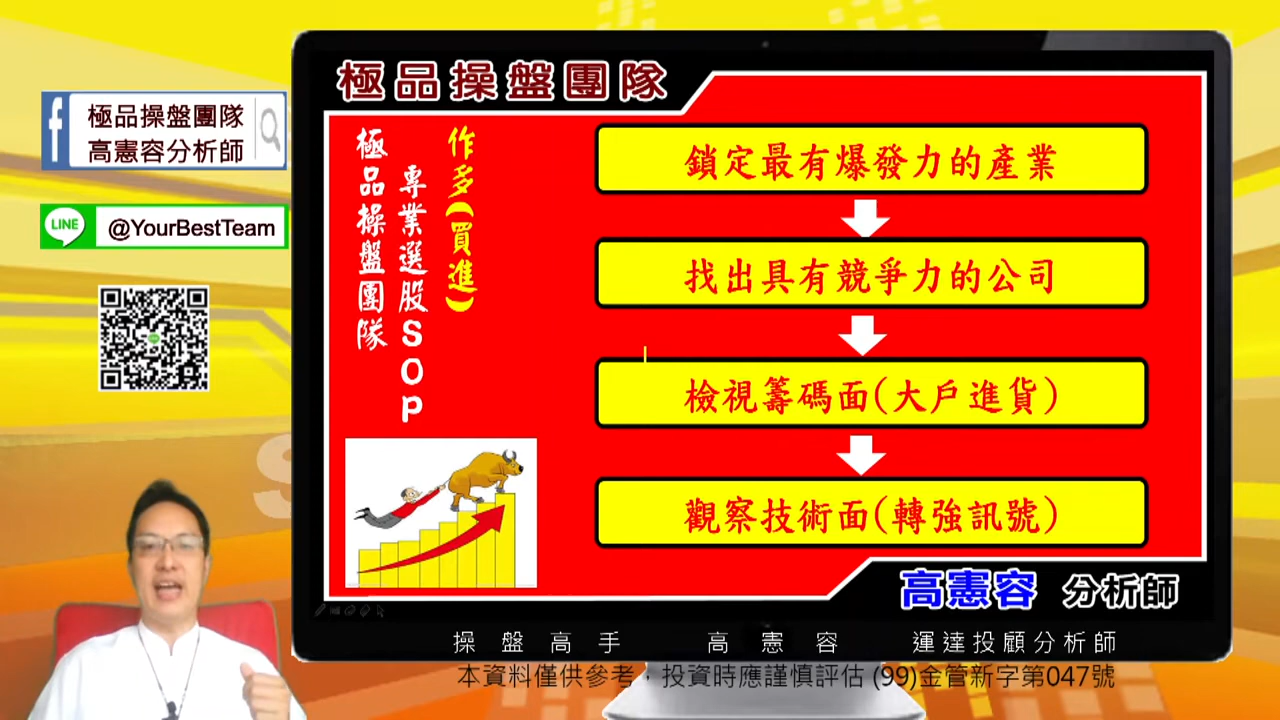 極品操盤團隊
高憲容分析師
LINE
@YourBestTeam
極品操盤團隊
極品操盤團隊
專業選股SOP
作多(買進)
鎖定最有爆發力的產業
找出具有競爭力的公司
檢視籌碼面(大戶進貨)
觀察技術面(轉強訊號)
高憲容 分析師
操盤高手 高憲容 運達投顧分析師
本資料僅供參考，投資時應謹慎評估 (99)金管新字第047號